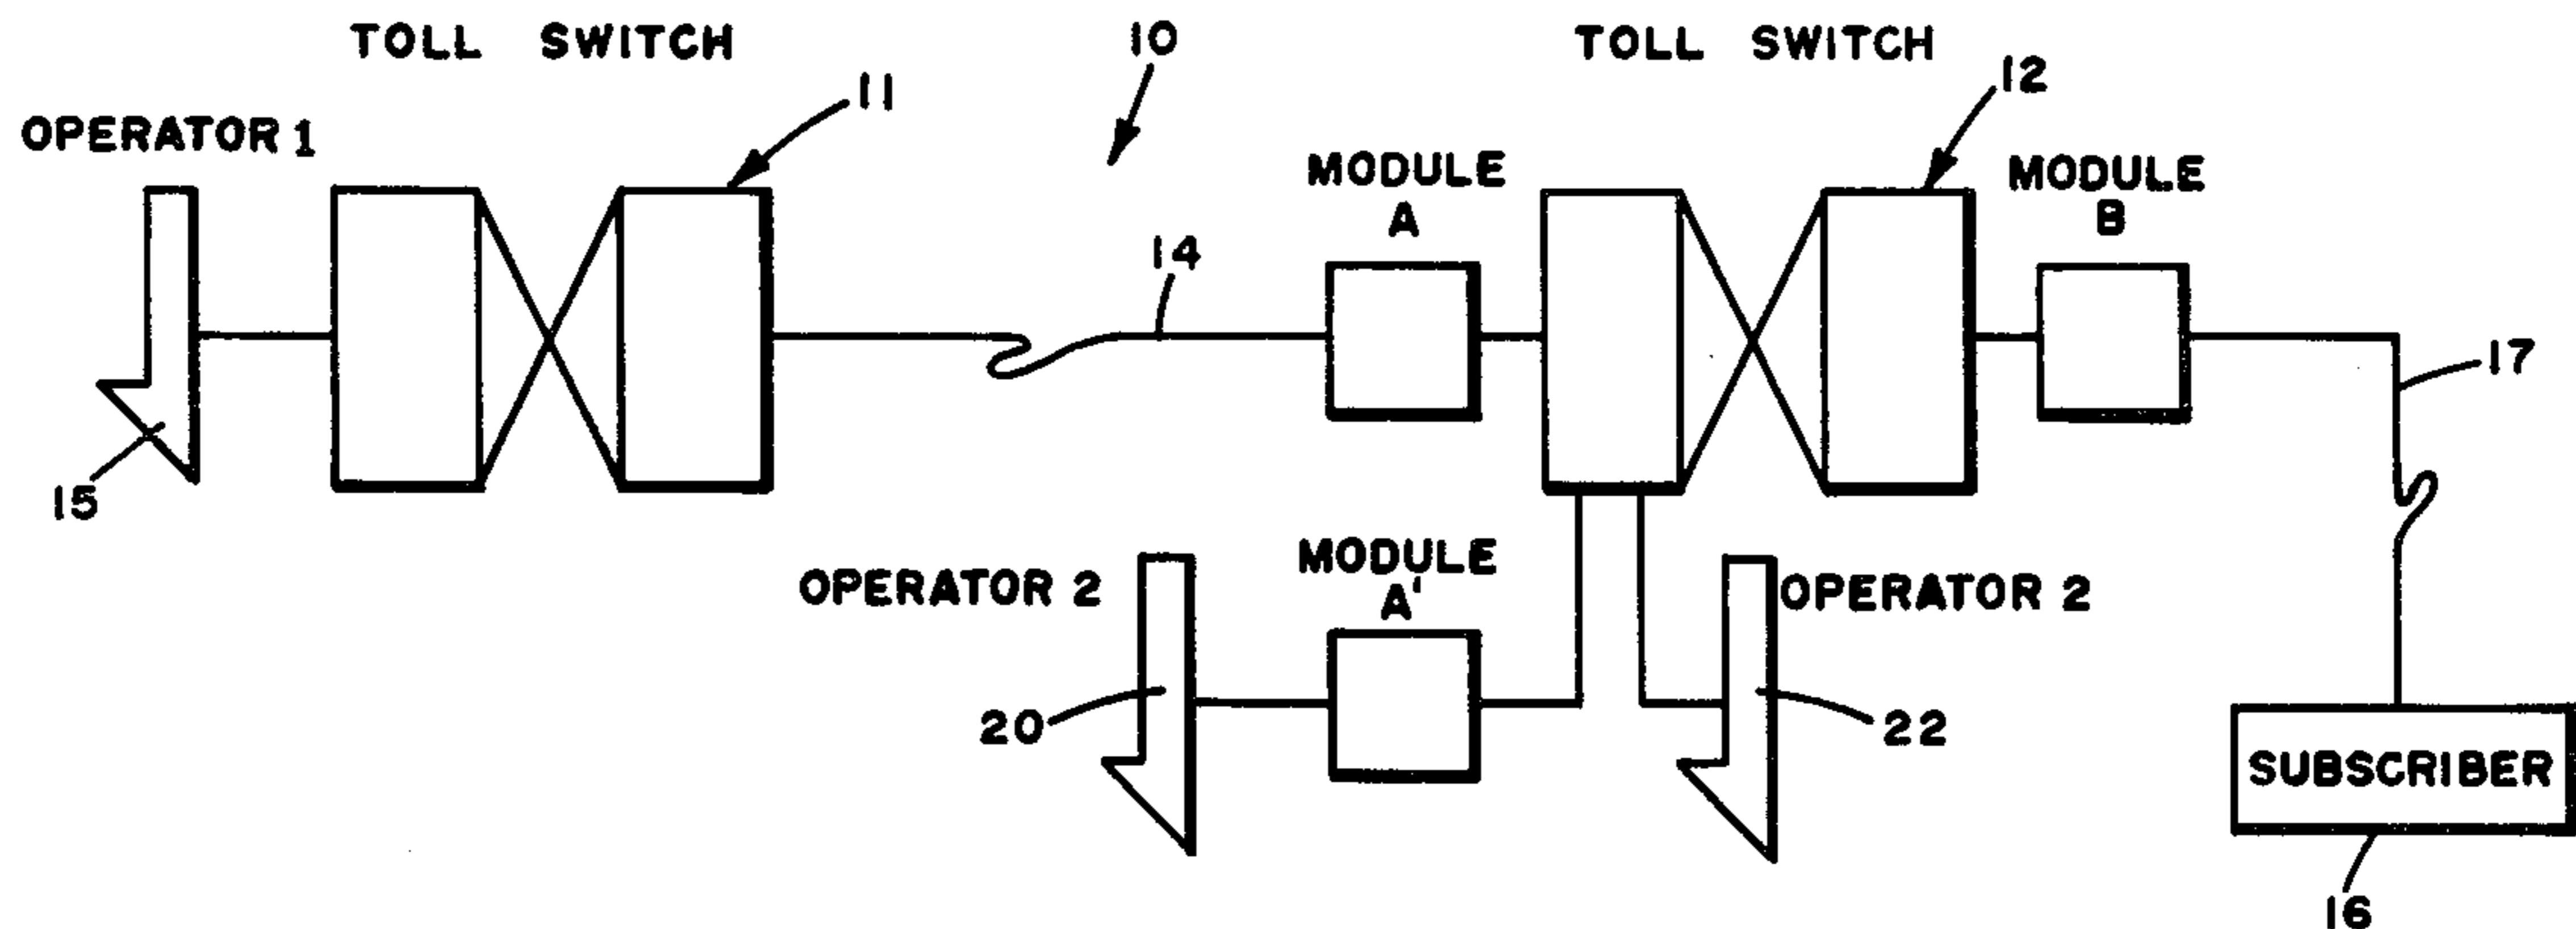 TOLL SWITCH
10
TOLL SWITCH
11
12
OPERATOR 1
MODULE
A
MODULE
B
14
17
15
OPERATOR 2
MODULE
A'
OPERATOR 2
20
22
SUBSCRIBER
16